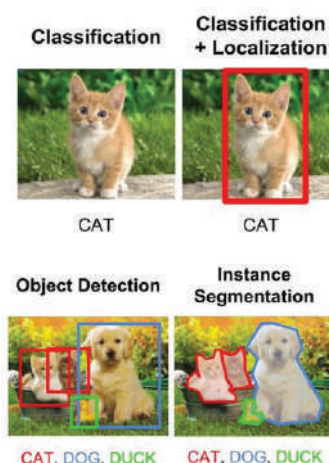 Classification
Classification
+ Localization
CAT
CAT
Object Detection
Instance
Segmentation
CAT, DOG, DUCK
CAT, DOG, DUCK